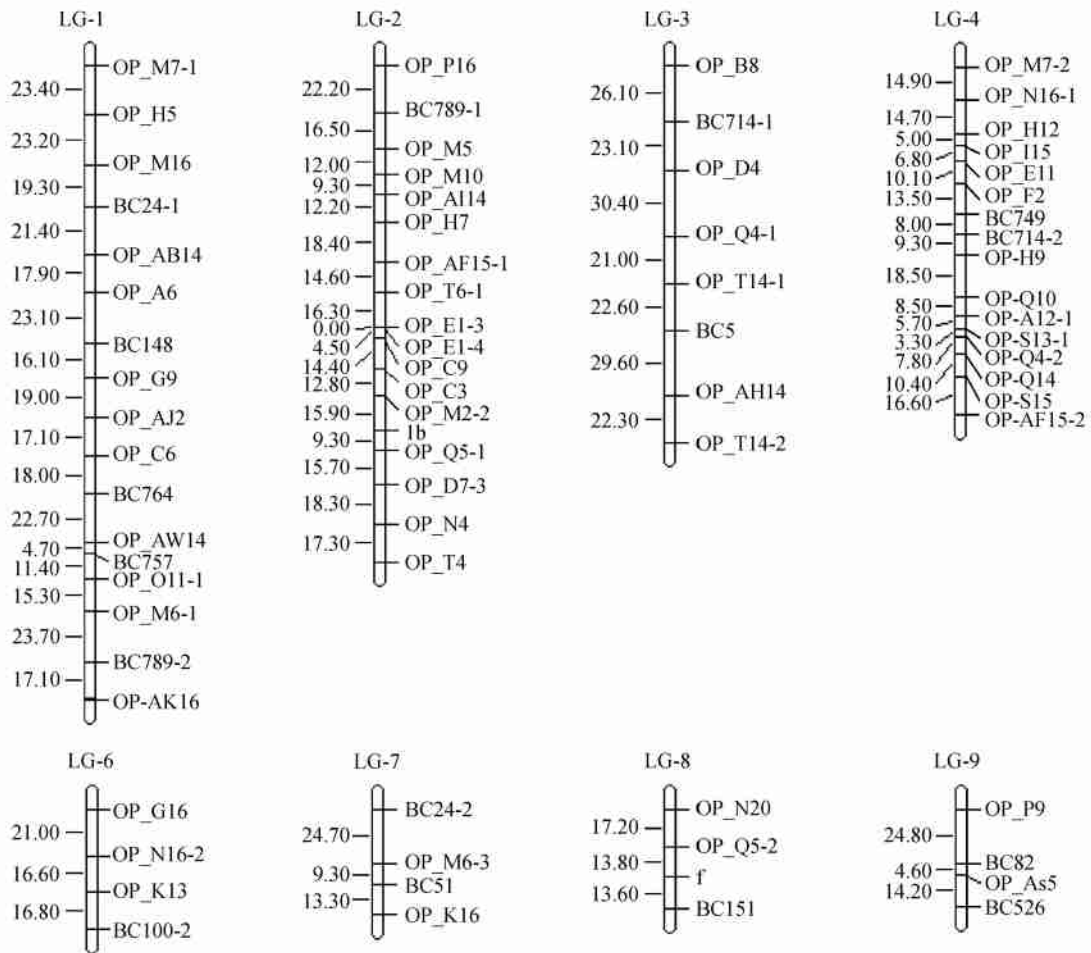 LG-1
23.40
23.20
19.30
21.40
17.90
23.10
16.10
19.00
17.10
18.00
22.70
4.70
11.40
15.30
23.70
17.10
OP_M7-1
OP_H5
OP_M16
BC24-1
OP_AB14
OP_A6
BC148
OP_G9
OP_AJ2
OP_C6
BC764
OP_AW14
BC757
OP_O11-1
OP_M6-1
BC789-2
OP-AK16
LG-2
22.20
16.50
12.00
9.30
12.20
18.40
14.60
16.30
0.00
4.50
14.40
12.80
15.90
9.30
15.70
18.30
17.30
OP_P16
BC789-1
OP_M5
OP_M10
OP_AI14
OP_H7
OP_AF15-1
OP_T6-1
OP_E1-3
OP_E1-4
OP_C9
OP_C3
OP_M2-2
1b
OP_Q5-1
OP_D7-3
OP_N4
OP_T4
LG-3
26.10
23.10
30.40
21.00
22.60
29.60
22.30
OP_B8
BC714-1
OP_D4
OP_Q4-1
OP_T14-1
BC5
OP_AH14
OP_T14-2
LG-4
14.90
14.70
5.00
6.80
10.10
13.50
8.00
9.30
18.50
8.50
5.70
3.30
7.80
10.40
16.60
OP_M7-2
OP_N16-1
OP_H12
OP_I15
OP_E11
OP_F2
BC749
BC714-2
OP-H9
OP-Q10
OP-A12-1
OP-S13-1
OP-Q4-2
OP-Q14
OP-S15
OP-AF15-2
LG-6
21.00
16.60
16.80
OP_G16
OP_N16-2
OP_K13
BC100-2
LG-7
24.70
9.30
13.30
BC24-2
OP_M6-3
BC51
OP_K16
LG-8
17.20
13.80
13.60
OP_N20
OP_Q5-2
f
BC151
LG-9
24.80
4.60
14.20
OP_P9
BC82
OP_As5
BC526